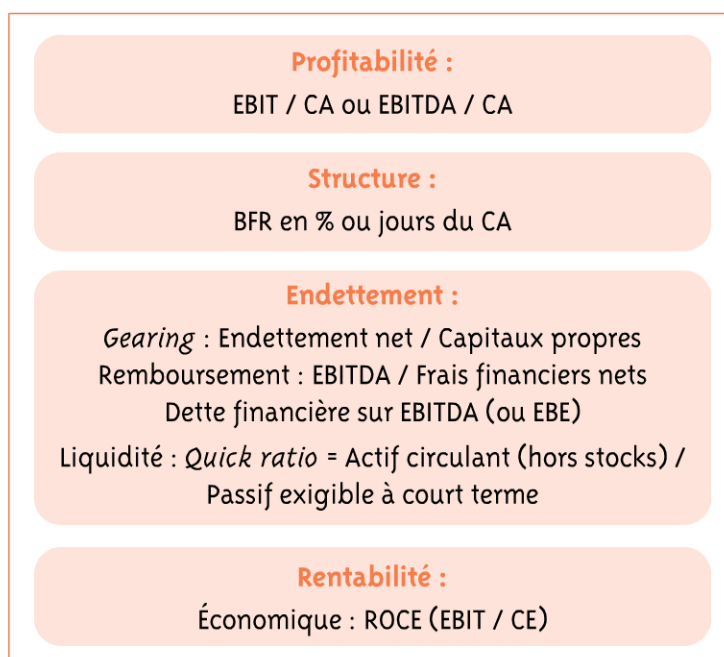 Profitabilité :
EBIT / CA ou EBITDA / CA
Structure :
BFR en % ou jours du CA
Endettement :
Gearing : Endettement net / Capitaux propres
Remboursement : EBITDA / Frais financiers nets
Dette financière sur EBITDA (ou EBE)
Liquidité : Quick ratio = Actif circulant (hors stocks) /
Passif exigible à court terme
Rentabilité :
Économique : ROCE (EBIT / CE)